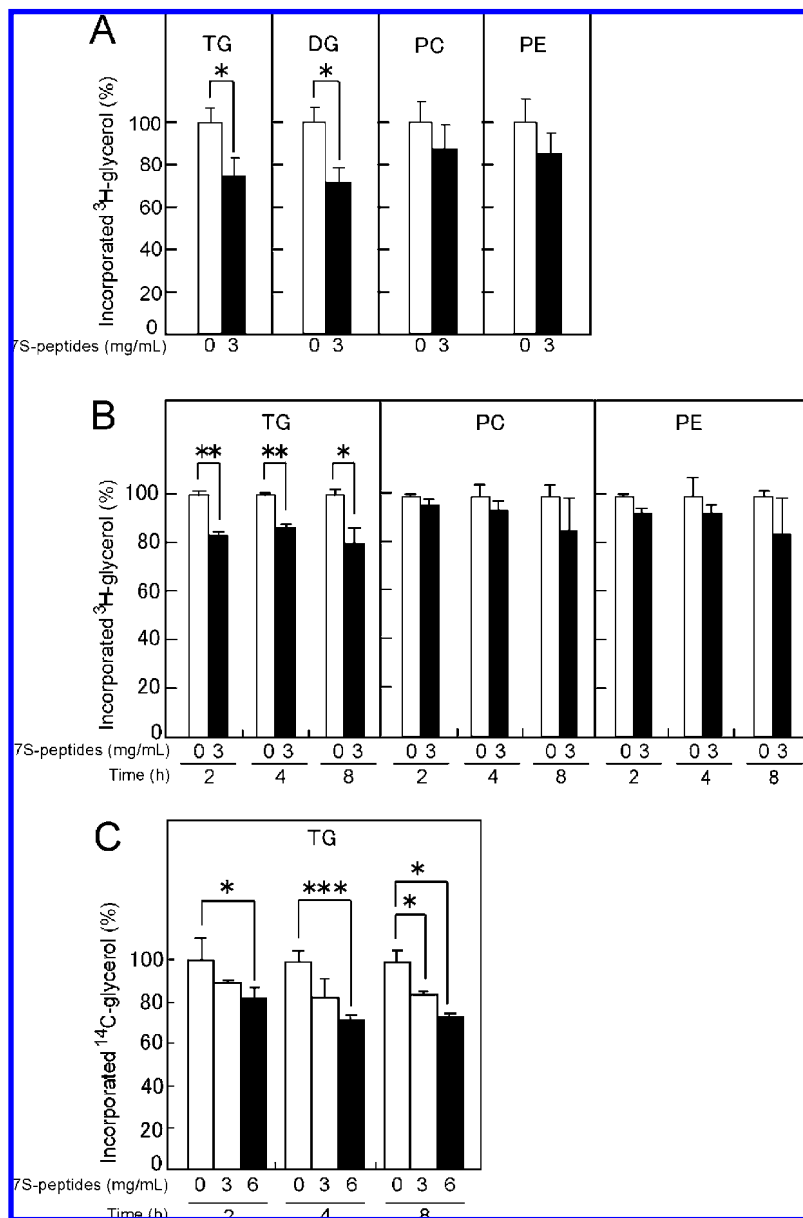 A
TG DG PC PE
* *
Incorporated ³H-glycerol (%)
100
80
60
40
20
0
7S-peptides (mg/mL) 0 3 0 3 0 3 0 3
B
TG PC PE
** ** *
Incorporated ³H-glycerol (%)
100
80
60
40
20
0
7S-peptides (mg/mL) 0 3 0 3 0 3 0 3 0 3 0 3 0 3 0 3 0 3
Time (h) 2 4 8 2 4 8 2 4 8
C
TG
* *** * *
Incorporated ¹⁴C-glycerol (%)
100
80
60
40
20
0
7S-peptides (mg/mL) 0 3 6 0 3 6 0 3 6
Time (h) 2 4 8